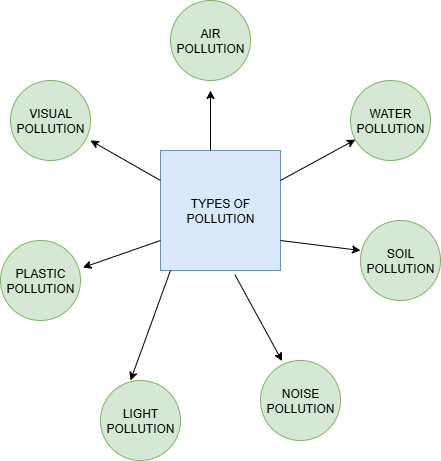 AIR
POLLUTION
VISUAL
POLLUTION
WATER
POLLUTION
TYPES OF
POLLUTION
SOIL
POLLUTION
PLASTIC
POLLUTION
NOISE
POLLUTION
LIGHT
POLLUTION